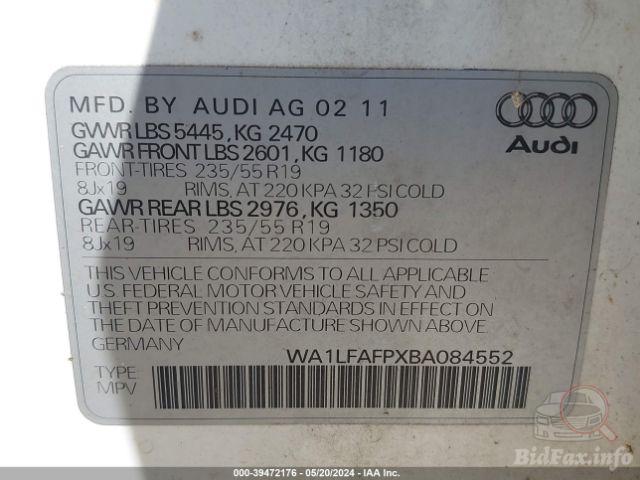 MFD. BY AUDI AG 02 11
GVWR LBS 5445, KG 2470
GAWR FRONT LBS 2601, KG 1180
FRONT-TIRES 235/55 R19
8Jx19 RIMS, AT 220 KPA 32 PSI COLD
GAWR REAR LBS 2976, KG 1350
REAR-TIRES 235/55 R19
8Jx19 RIMS, AT 220 KPA 32 PSI COLD
Audi
THIS VEHICLE CONFORMS TO ALL APPLICABLE
U.S. FEDERAL MOTOR VEHICLE SAFETY AND
THEFT PREVENTION STANDARDS IN EFFECT ON
THE DATE OF MANUFACTURE SHOWN ABOVE.
GERMANY WA1LFAFPXBA084552
TYPE:
MPV
BidFax.info
000-39472176 - 05/20/2024 - IAA Inc.